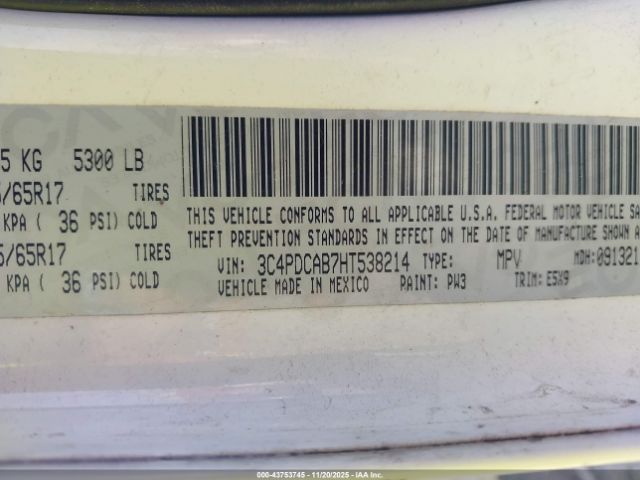 5 KG 5300 LB
5/65R17 TIRES
KPA ( 36 PSI) COLD
5/65R17 TIRES
KPA ( 36 PSI) COLD
THIS VEHICLE CONFORMS TO ALL APPLICABLE U.S.A. FEDERAL MOTOR VEHICLE SA
THEFT PREVENTION STANDARDS IN EFFECT ON THE DATE OF MANUFACTURE SHOWN A
VIN: 3C4PDCAB7HT538214 TYPE: MPV MDH: 091321
VEHICLE MADE IN MEXICO PAINT: PW3 TRIM: E5X9
000-43753745 - 11/20/2025 - IAA Corp.